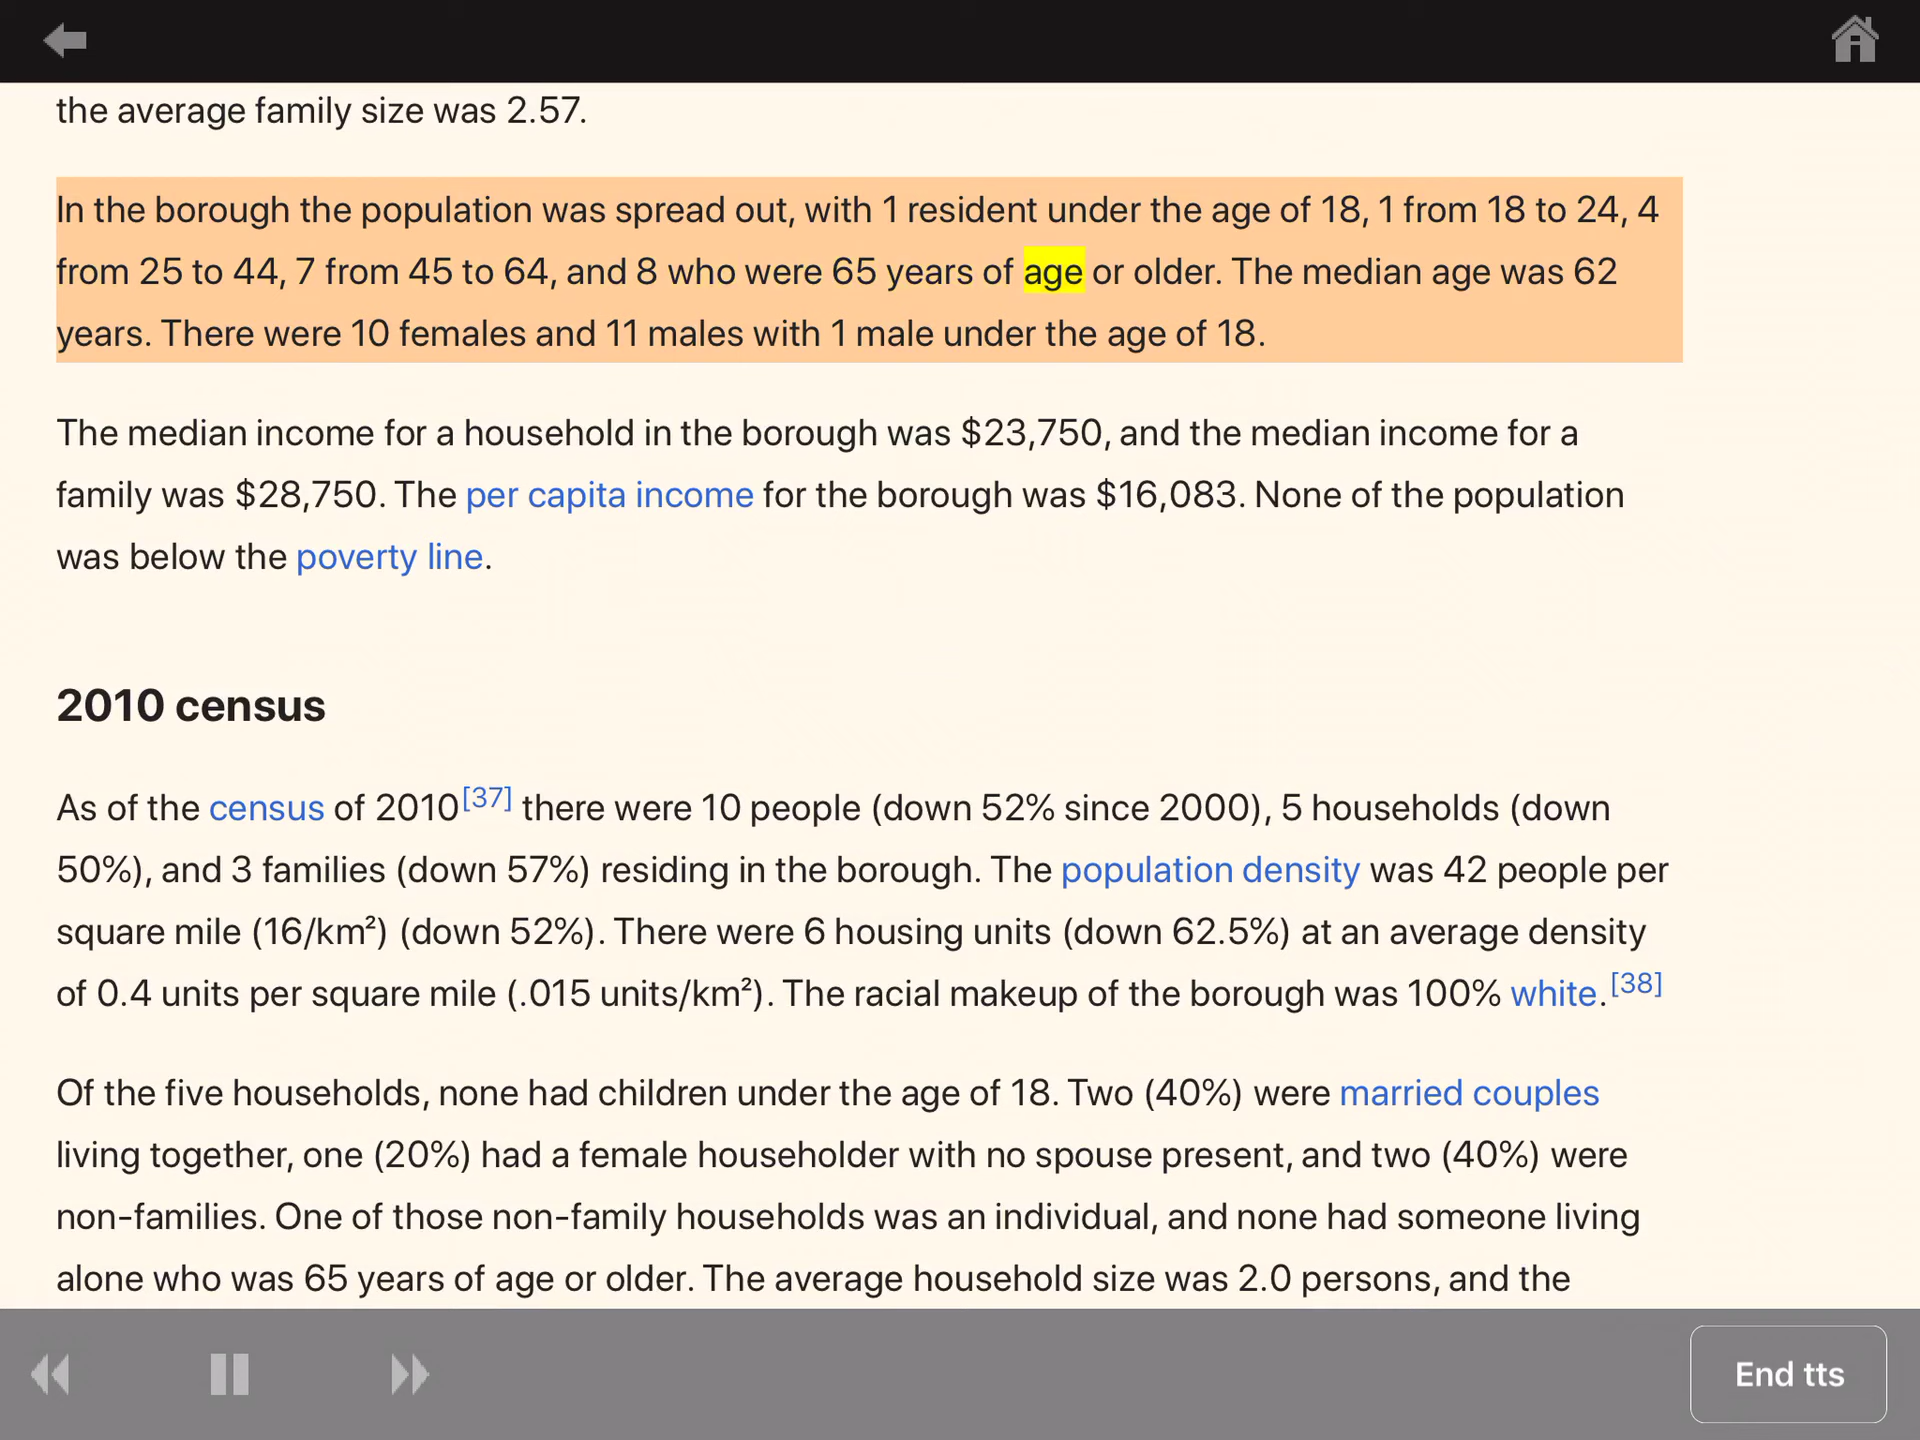 the average family size was 2.57.
In the borough the population was spread out, with 1 resident under the age of 18, 1 from 18 to 24, 4
from 25 to 44, 7 from 45 to 64, and 8 who were 65 years of age or older. The median age was 62
years. There were 10 females and 11 males with 1 male under the age of 18.
The median income for a household in the borough was $23,750, and the median income for a
family was $28,750. The per capita income for the borough was $16,083. None of the population
was below the poverty line.
2010 census
As of the census of 2010[37] there were 10 people (down 52% since 2000), 5 households (down
50%), and 3 families (down 57%) residing in the borough. The population density was 42 people per
square mile (16/km²) (down 52%). There were 6 housing units (down 62.5%) at an average density
of 0.4 units per square mile (.015 units/km²). The racial makeup of the borough was 100% white.[38]
Of the five households, none had children under the age of 18. Two (40%) were married couples
living together, one (20%) had a female householder with no spouse present, and two (40%) were
non-families. One of those non-family households was an individual, and none had someone living
alone who was 65 years of age or older. The average household size was 2.0 persons, and the
End tts